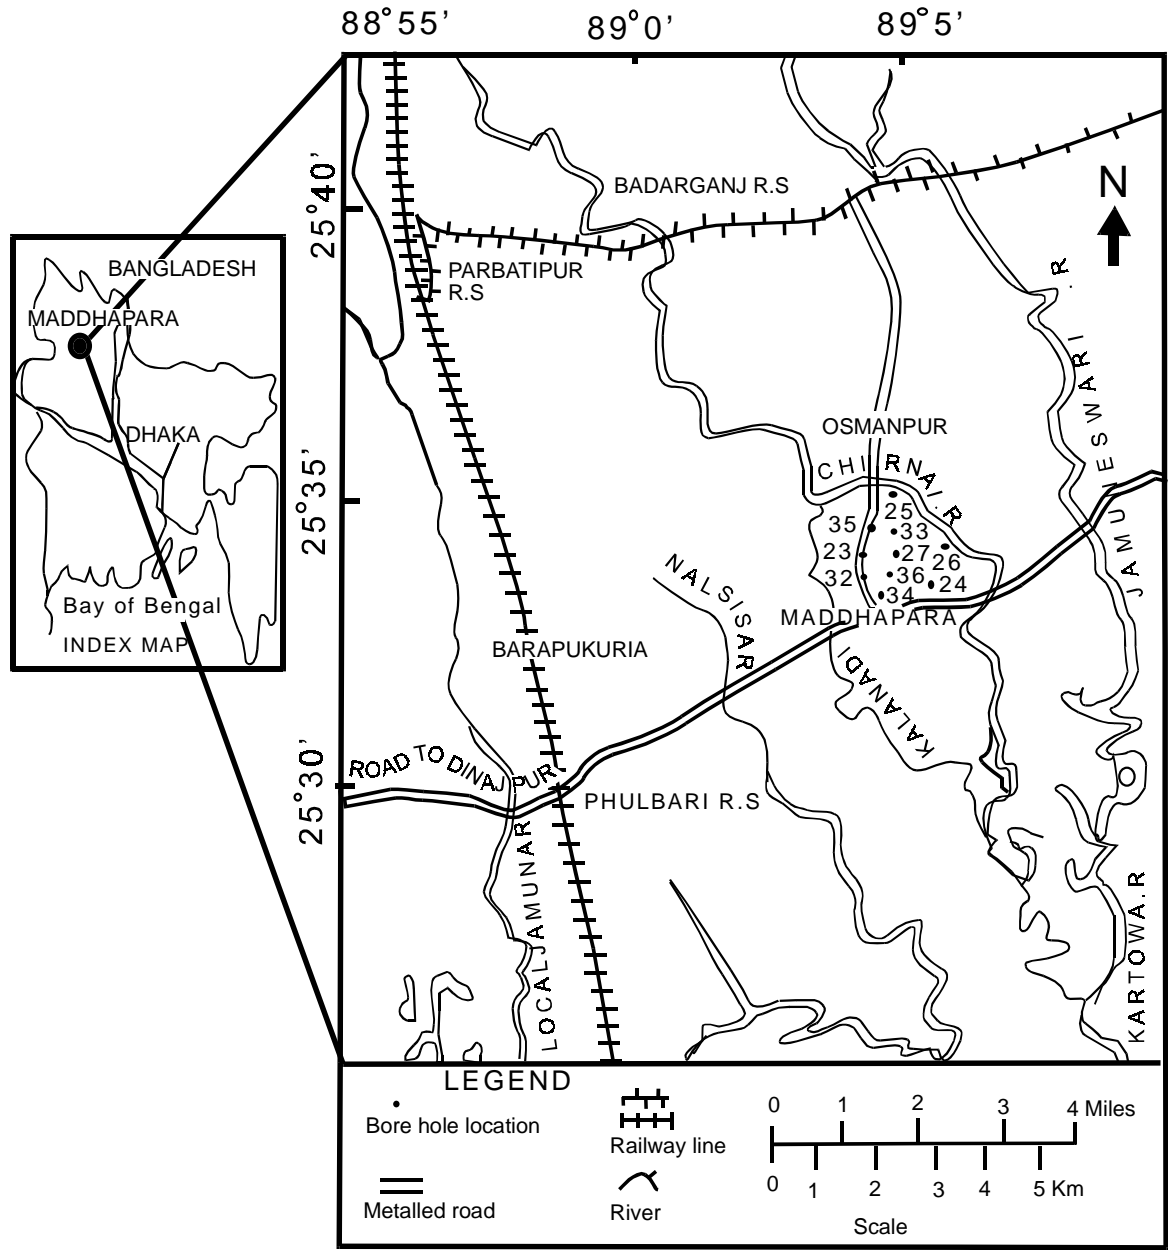 88°55’
89°0’
89°5’
25°40’
25°35’
25°30’
N
BADARGANJ R.S
PARBATIPUR
R.S
BANGLADESH
MADDHAPARA
DHAKA
Bay of Bengal
INDEX MAP
OSMANPUR
CHIRNAI.R
JAMUNESWARI.R
25
35
33
23
27
26
32
36
24
34
MADDHAPARA
NALSISAR
KALANADI
BARAPUKURIA
ROAD TO DINAJPUR
PHULBARI R.S
LOCALJAMUNAR
KARTOWA.R
LEGEND
Bore hole location
Metalled road
Railway line
River
0 1 2 3 4 Miles
0 1 2 3 4 5 Km
Scale